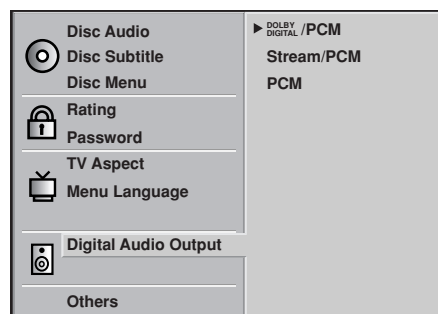 Disc Audio
Disc Subtitle
Disc Menu
Rating
Password
TV Aspect
Menu Language
Digital Audio Output
Others
DOLBY DIGITAL /PCM
Stream/PCM
PCM